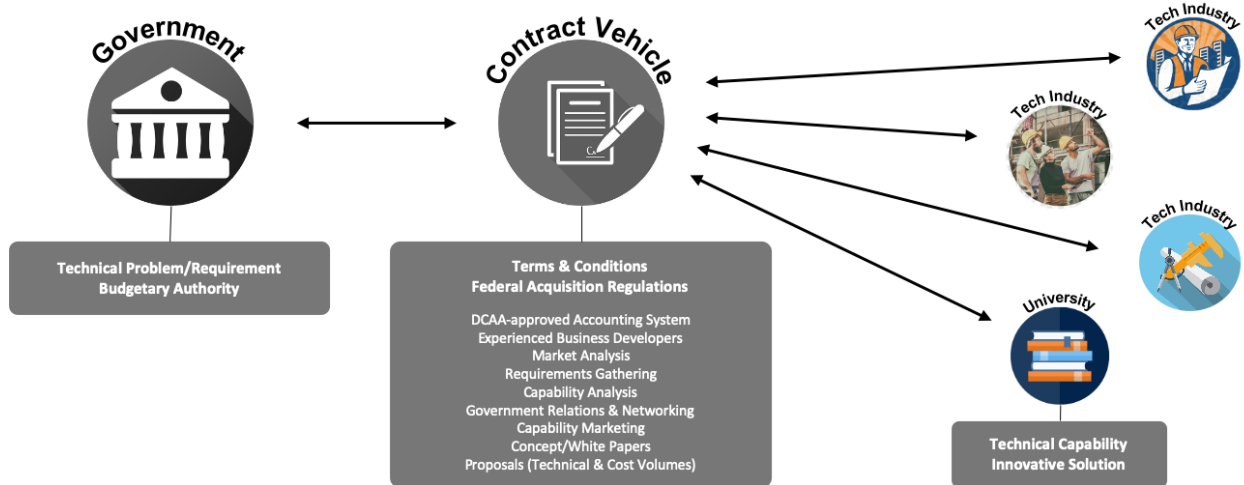 Government
Technical Problem/Requirement
Budgetary Authority
Contract Vehicle
Terms & Conditions
Federal Acquisition Regulations
DCAA-approved Accounting System
Experienced Business Developers
Market Analysis
Requirements Gathering
Capability Analysis
Government Relations & Networking
Capability Marketing
Concept/White Papers
Proposals (Technical & Cost Volumes)
Tech Industry
Tech Industry
Tech Industry
University
Technical Capability
Innovative Solution